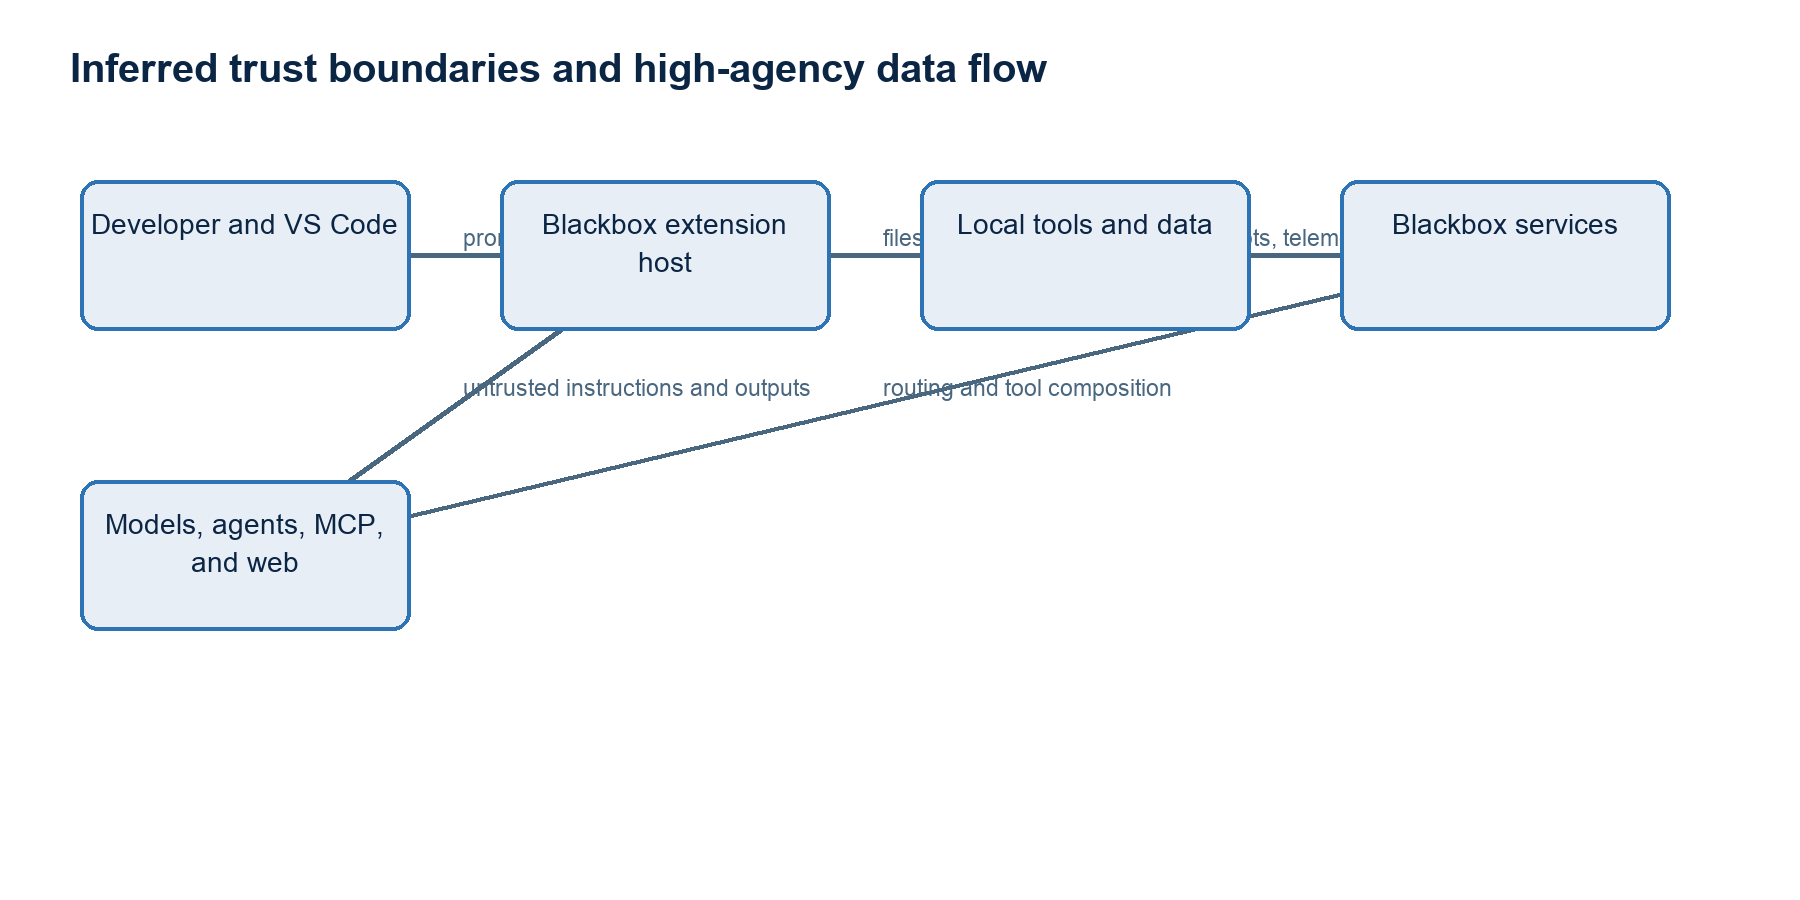 Inferred trust boundaries and high-agency data flow
Developer and VS Code
Blackbox extension
host
files
Local tools and data
telem
Blackbox services
untrusted instructions and outputs
routing and tool composition
Models, agents, MCP,
and web